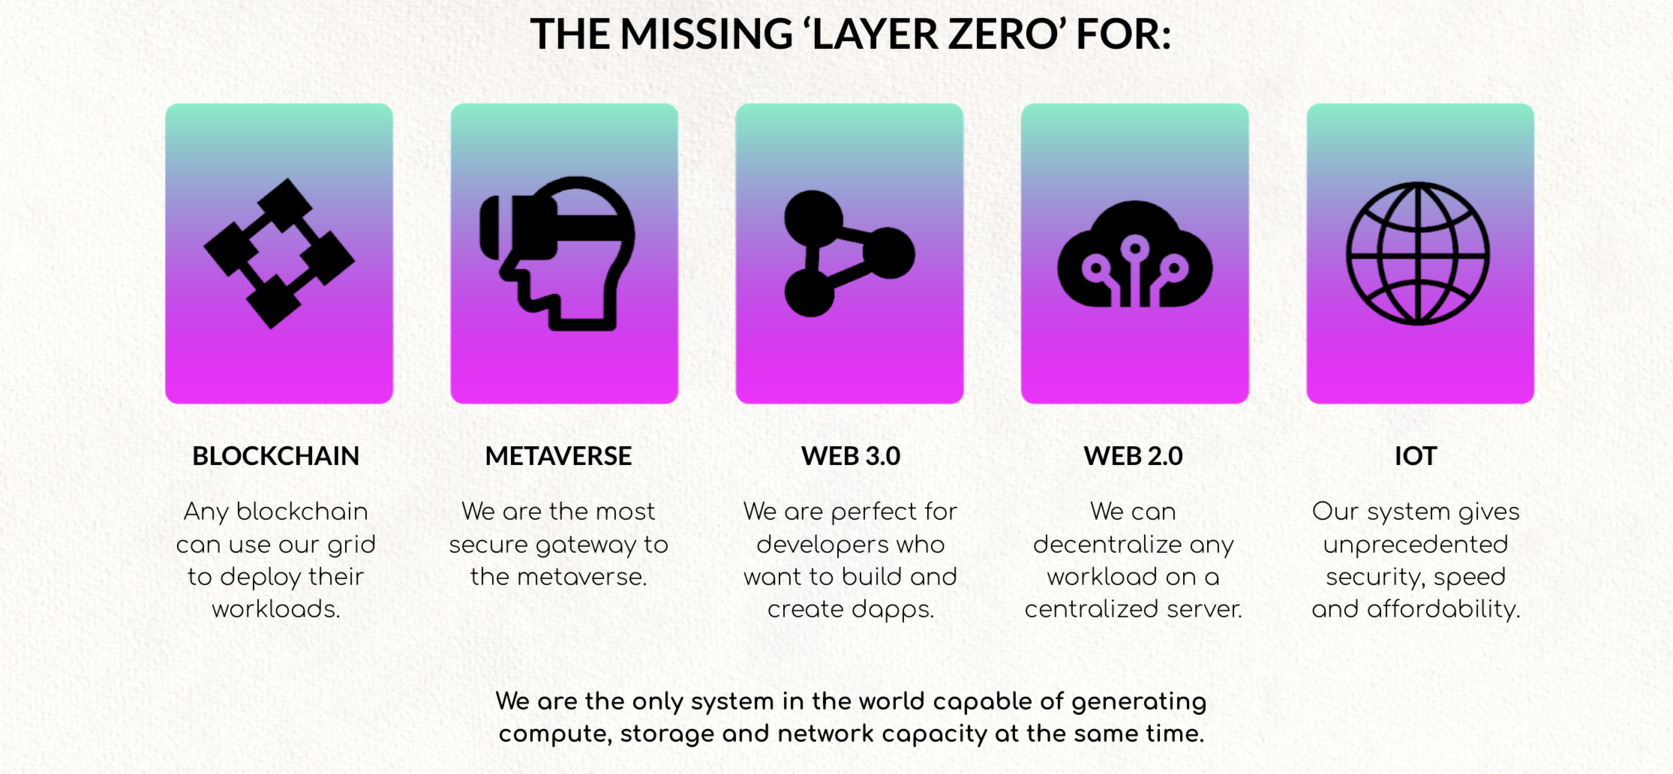 THE MISSING ‘LAYER ZERO’ FOR:
BLOCKCHAIN
Any blockchain
can use our grid
to deploy their
workloads.
METAVERSE
We are the most
secure gateway to
the metaverse.
WEB 3.0
We are perfect for
developers who
want to build and
create dapps.
WEB 2.0
We can
decentralize any
workload on a
centralized server.
IOT
Our system gives
unprecedented
security, speed
and affordability.
We are the only system in the world capable of generating
compute, storage and network capacity at the same time.